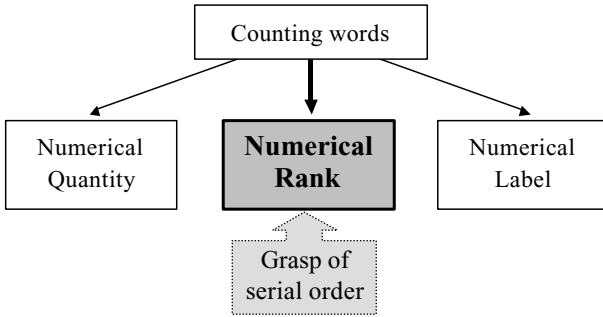 Counting words
Numerical
Quantity
Numerical
Rank
Numerical
Label
Grasp of
serial order